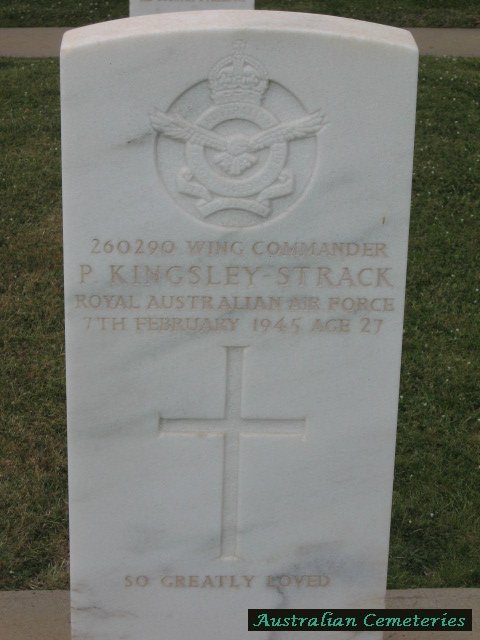 260290 WING COMMANDER
P. KINGSLEY-STRACK
ROYAL AUSTRALIAN AIR FORCE
7TH FEBRUARY 1945 AGE 27
SO GREATLY LOVED
Australian Cemeteries